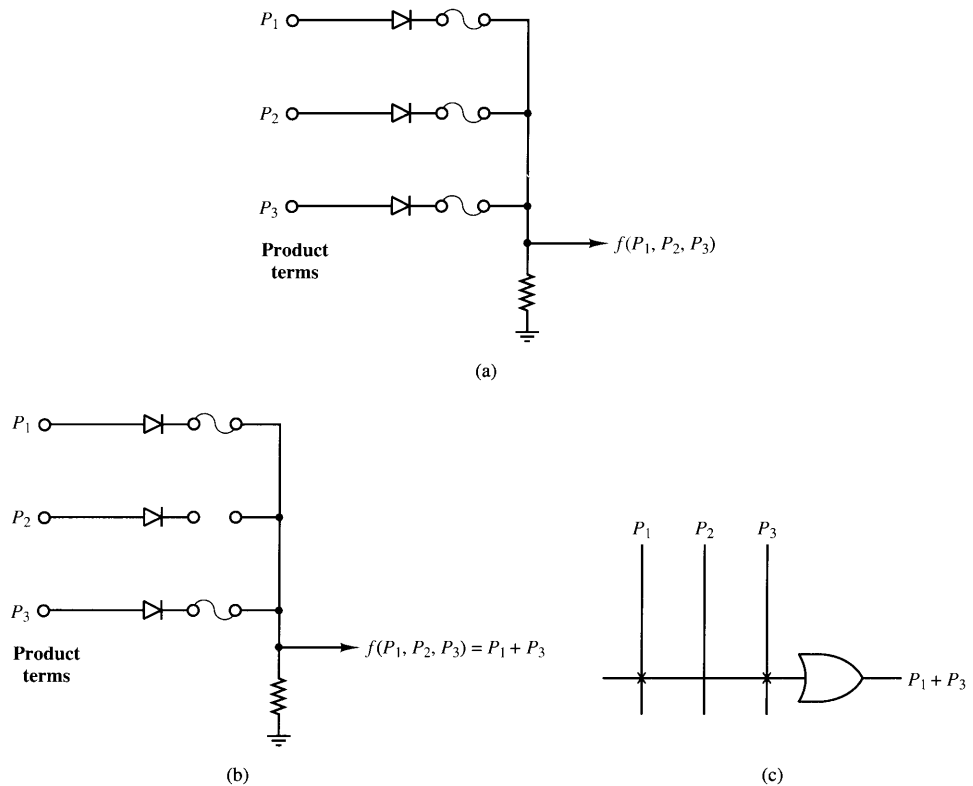 P₁
P₂
P₃
Product
terms
f(P₁, P₂, P₃)
(a)
P₁
P₂
P₃
Product
terms
f(P₁, P₂, P₃) = P₁ + P₃
(b)
P₁ P₂ P₃
P₁ + P₃
(c)